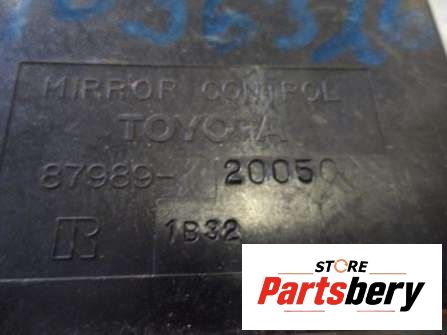 MIRROR CONTROL
TOYOTA
87989-20050
R 1B32
STORE
Partsbery